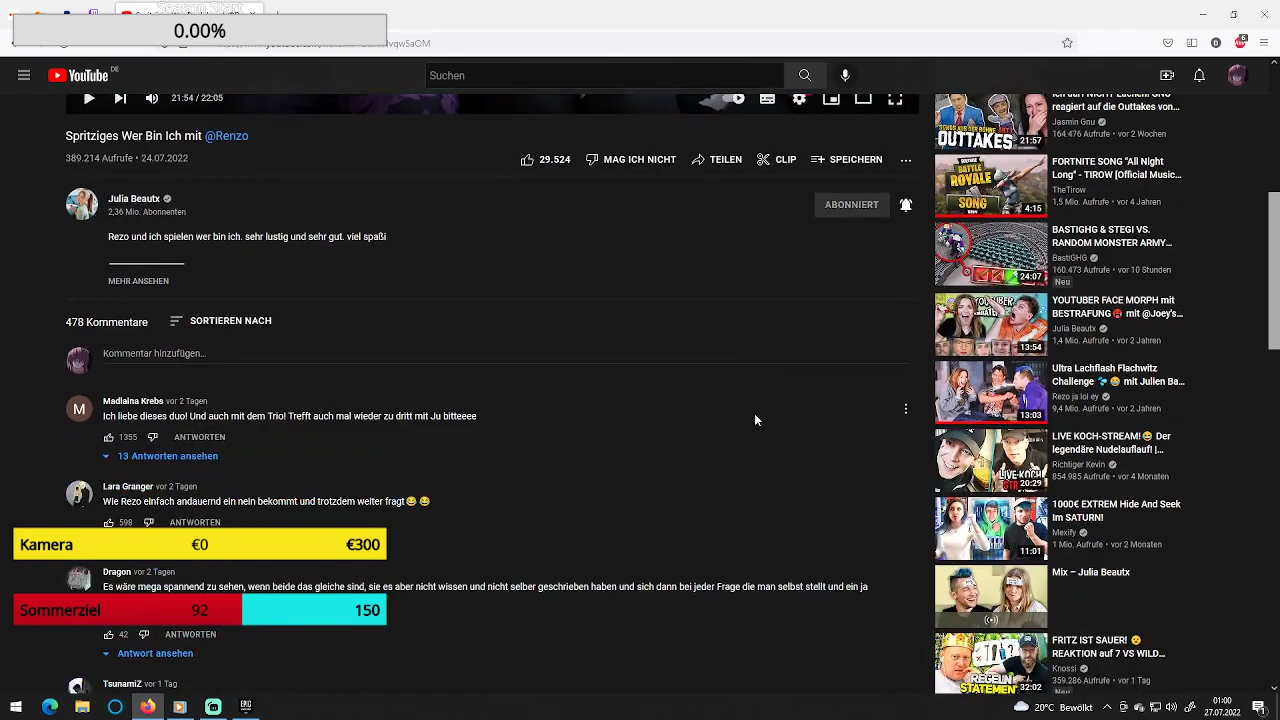 0.00%
vqwSaOM
YouTube DE
Suchen
6
21:54 / 22:05
Spritziges Wer Bin Ich mit @Renzo
389.214 Aufrufe • 24.07.2022
29.524
MAG ICH NICHT
TEILEN
CLIP
SPEICHERN
Julia Beautx
2,36 Mio. Abonnenten
ABONNIERT
Rezo und ich spielen wer bin ich. sehr lustig und sehr gut. viel spaßi
MEHR ANSEHEN
478 Kommentare
SORTIEREN NACH
Kommentar hinzufügen...
M
Madlaina Krebs vor 2 Tagen
Ich liebe dieses duo! Und auch mit dem Trio! Trefft auch mal wieder zu dritt mit Ju bitteeee
1355
ANTWORTEN
13 Antworten ansehen
Lara Granger vor 2 Tagen
Wie Rezo einfach andauernd ein nein bekommt und trotzdem weiter fragt😂 😂
598
ANTWORTEN
Kamera €0 €300
Dragon vor 2 Tagen
Es wäre mega spannend zu sehen, wenn beide das gleiche sind, sie es aber nicht wissen und nicht selber geschrieben haben und sich dann bei jeder Frage die man selbst stellt und ein ja
Sommerziel 92 150
42
ANTWORTEN
Antwort ansehen
TsunamiZ vor 1 Tag
reagiert auf die Outtakes von...
Jasmin Gnu
164.476 Aufrufe • vor 2 Wochen
OUTTAKES
21:57
FORTNITE SONG "All Night
Long" - TIROW [Official Music...
TheTirow
1,5 Mio. Aufrufe • vor 4 Jahren
BATTLE
ROYALE
SONG
4:15
BASTIGHG & STEGI VS.
RANDOM MONSTER ARMY...
BastiGHG
160.473 Aufrufe • vor 10 Stunden
Neu
24:07
YOUTUBER FACE MORPH mit
BESTRAFUNG mit @Joey's...
Julia Beautx
1,4 Mio. Aufrufe • vor 2 Jahren
13:54
Ultra Lachflash Flachwitz
Challenge 💦😂 mit Julien Ba...
Rezo ja lol ey
9,4 Mio. Aufrufe • vor 2 Jahren
13:03
LIVE KOCH-STREAM!😅 Der
legendäre Nudelauflauf! |...
Richtiger Kevin
854.985 Aufrufe • vor 4 Monaten
20:29
1000€ EXTREM Hide And Seek
Im SATURN!
Mexify
1 Mio. Aufrufe • vor 2 Monaten
11:01
Mix – Julia Beautx
FRITZ IST SAUER! 😮
REAKTION auf 7 VS WILD...
Knossi
359.286 Aufrufe • vor 1 Tag
Neu
REGELN
STATEMENT
32:02
EPIC
01:00
27.07.2022